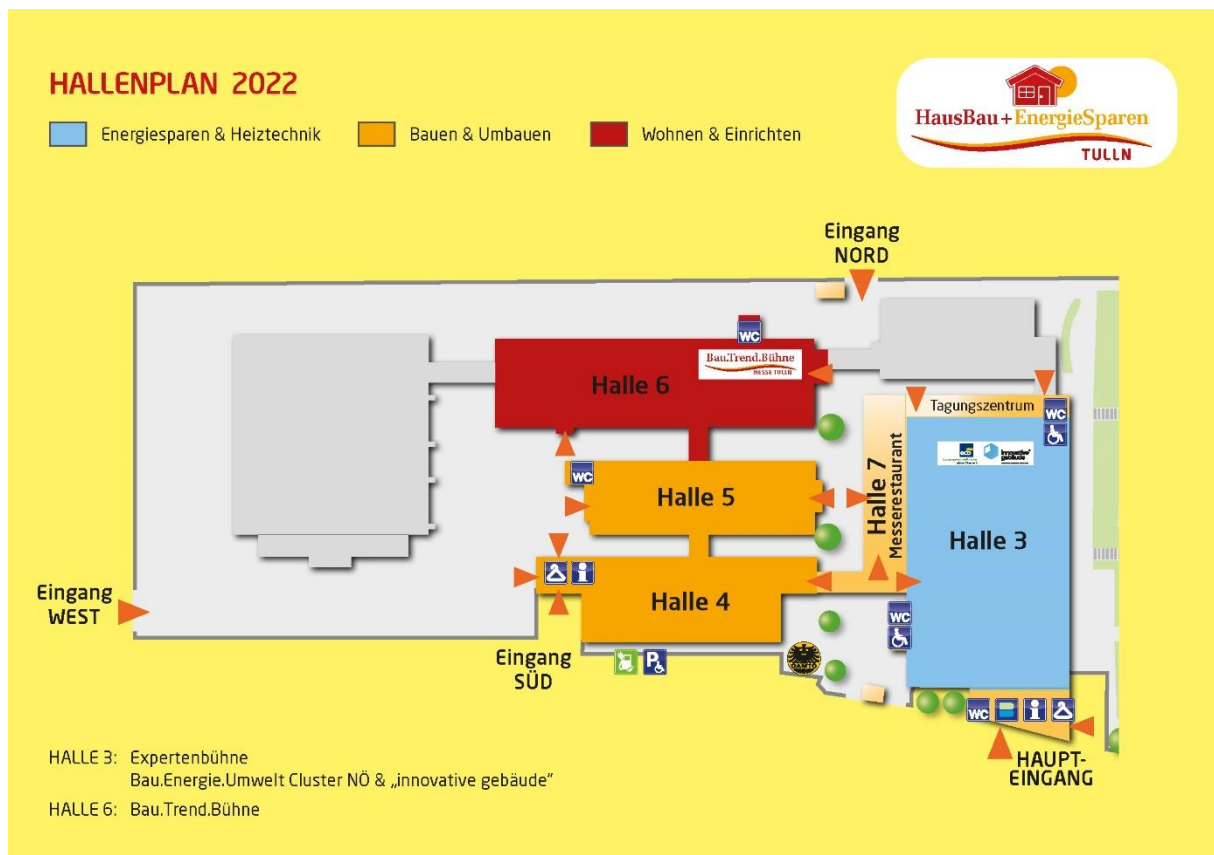 HALLENPLAN 2022
Energiesparen & Heiztechnik
Bauen & Umbauen
Wohnen & Einrichten
HausBau+EnergieSparen
TULLN
Eingang
NORD
WC
Bau.Trend.Bühne
MESSE TULLN
Halle 6
Tagungszentrum
WC
innovative
gebäude
WC
Halle 5
Halle 7
Messerestaurant
Halle 3
i
Halle 4
Eingang
WEST
WC
Eingang
SÜD
P
WC
i
HAUPT-
EINGANG
HALLE 3: Expertenbühne
Bau.Energie.Umwelt Cluster NÖ & „innovative gebäude“
HALLE 6: Bau.Trend.Bühne